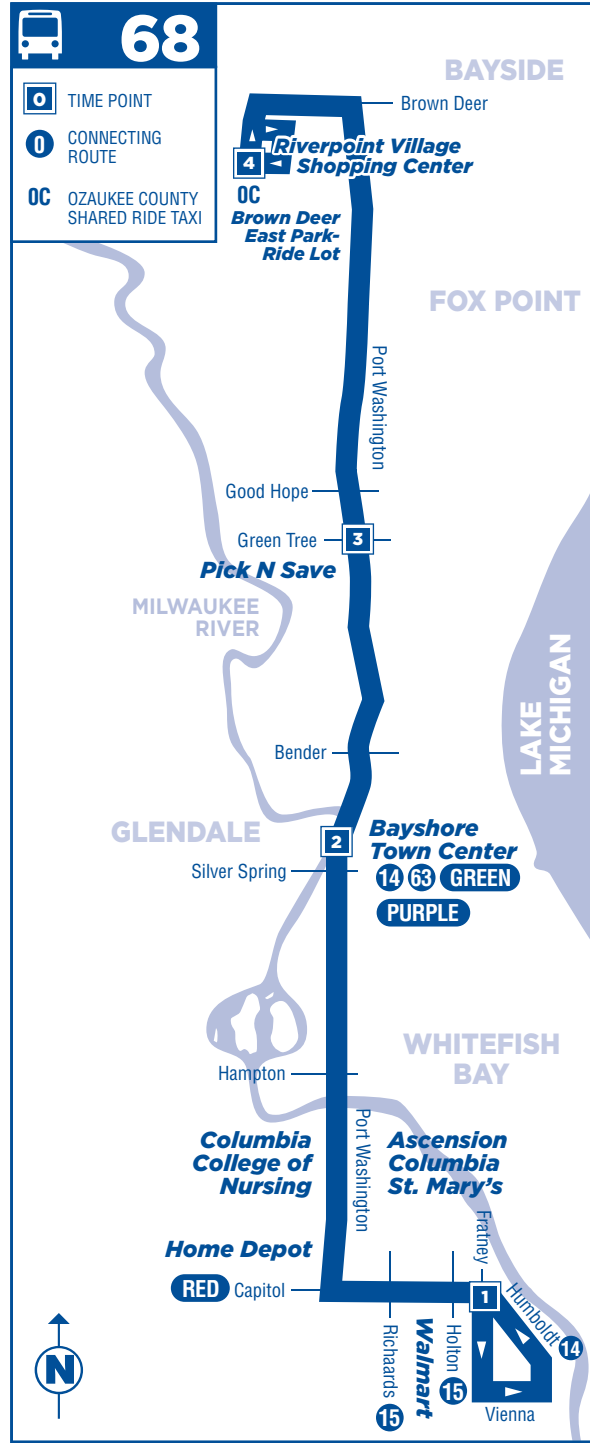 68
0 TIME POINT
0 CONNECTING
ROUTE
OC OZAUKEE COUNTY
SHARED RIDE TAXI
BAYSIDE
Brown Deer
Riverpoint Village
Shopping Center
4
OC
Brown Deer
East Park-
Ride Lot
FOX POINT
Port Washington
Good Hope
Green Tree
3
Pick N Save
MILWAUKEE
RIVER
LAKE
MICHIGAN
Bender
GLENDALE
2
Bayshore
Town Center
Silver Spring
14 63 GREEN
PURPLE
WHITEFISH
BAY
Hampton
Port Washington
Columbia
College of
Nursing
Ascension
Columbia
St. Mary's
Fratney
Home Depot
RED Capitol
1
Humboldt 14
Richaards 15
Walmart
Holton 15
Vienna
N